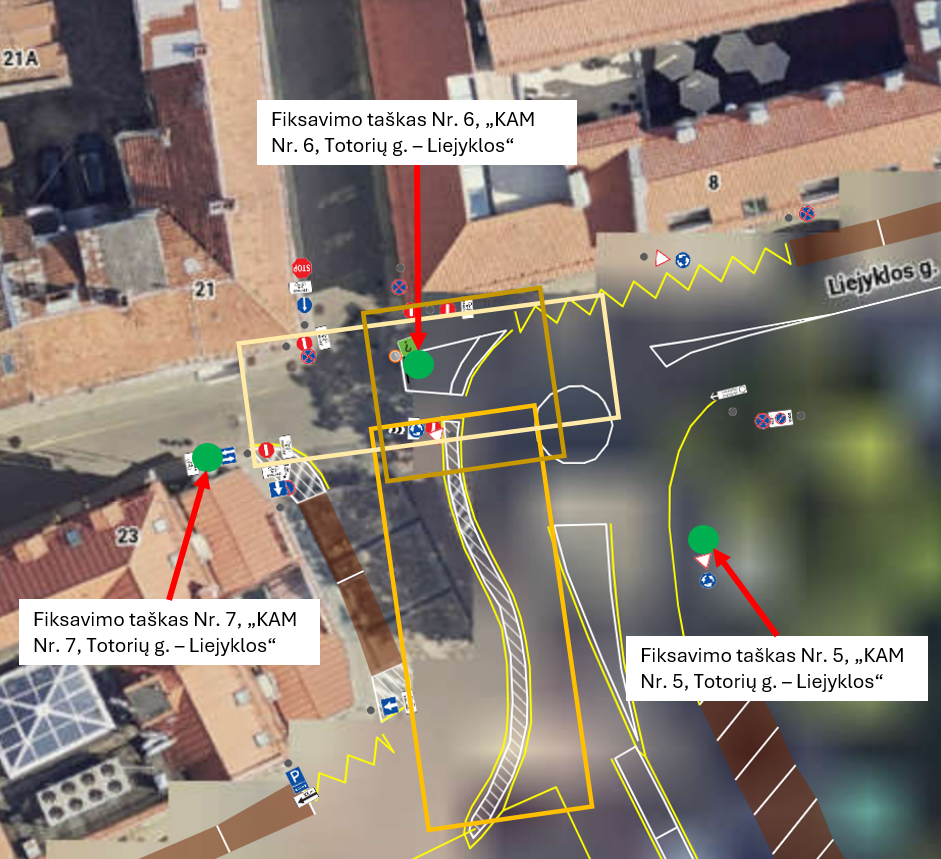 21A
Fiksavimo taškas Nr. 6, „KAM
Nr. 6, Totorių g. – Liejyklos“
8
STOP
21
Liejyklos g.
23
Fiksavimo taškas Nr. 7, „KAM
Nr. 7, Totorių g. – Liejyklos“
Fiksavimo taškas Nr. 5, „KAM
Nr. 5, Totorių g. – Liejyklos“
P